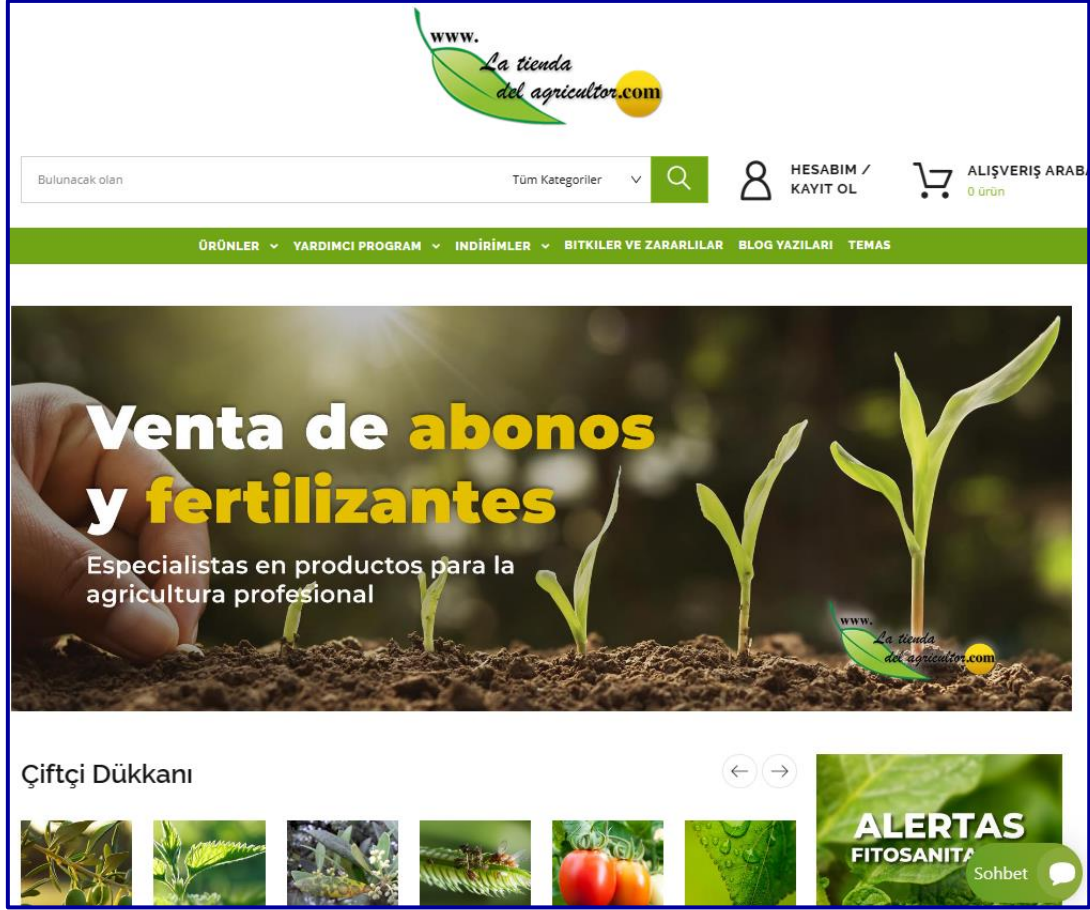 www.
La tienda
del agricultor.com
Bulunacak olan
Tüm Kategoriler
HESABIM /
KAYIT OL
ALIŞVERIŞ ARABA
0 ürün
ÜRÜNLER YARDIMCI PROGRAM İNDİRİMLER BITKILER VE ZARARLILAR BLOG YAZILARI TEMAS
Venta de abonos
y fertilizantes
Especialistas en productos para la
agricultura profesional
www.
La tienda
del agricultor.com
Çiftçi Dükkanı
ALERTAS
FITOSANITA
Sohbet